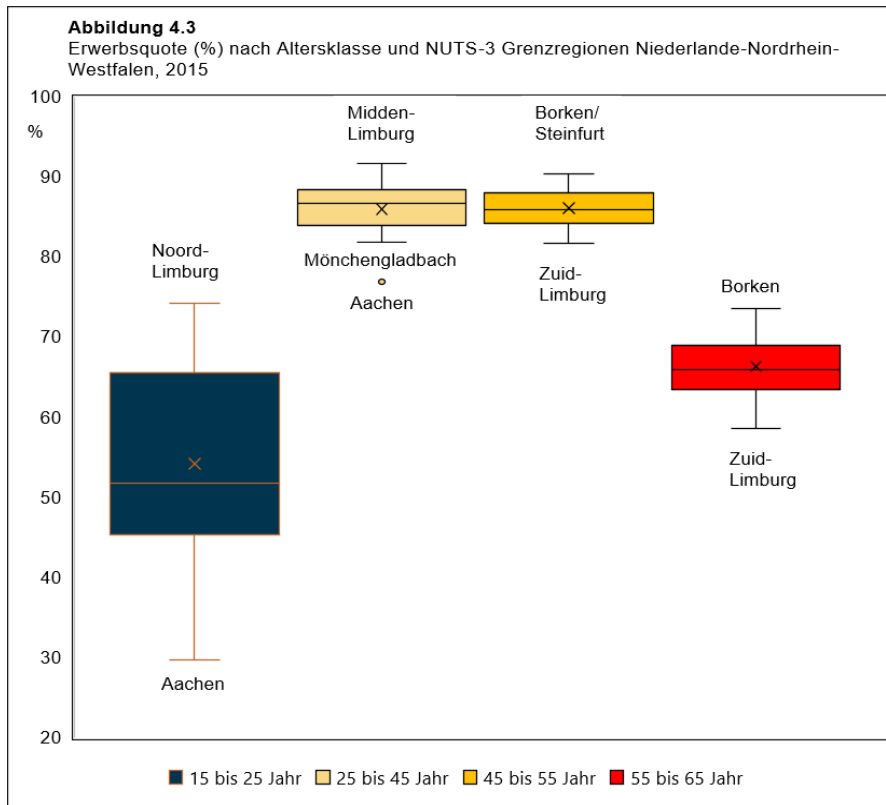 Abbildung 4.3
Erwerbsquote (%) nach Altersklasse und NUTS-3 Grenzregionen Niederlande-Nordrhein-
Westfalen, 2015
100
%
90
80
70
60
50
40
30
20
Noord-
Limburg
Aachen
Midden-
Limburg
Mönchengladbach
Aachen
Borken/
Steinfurt
Zuid-
Limburg
Borken
Zuid-
Limburg
15 bis 25 Jahr 25 bis 45 Jahr 45 bis 55 Jahr 55 bis 65 Jahr